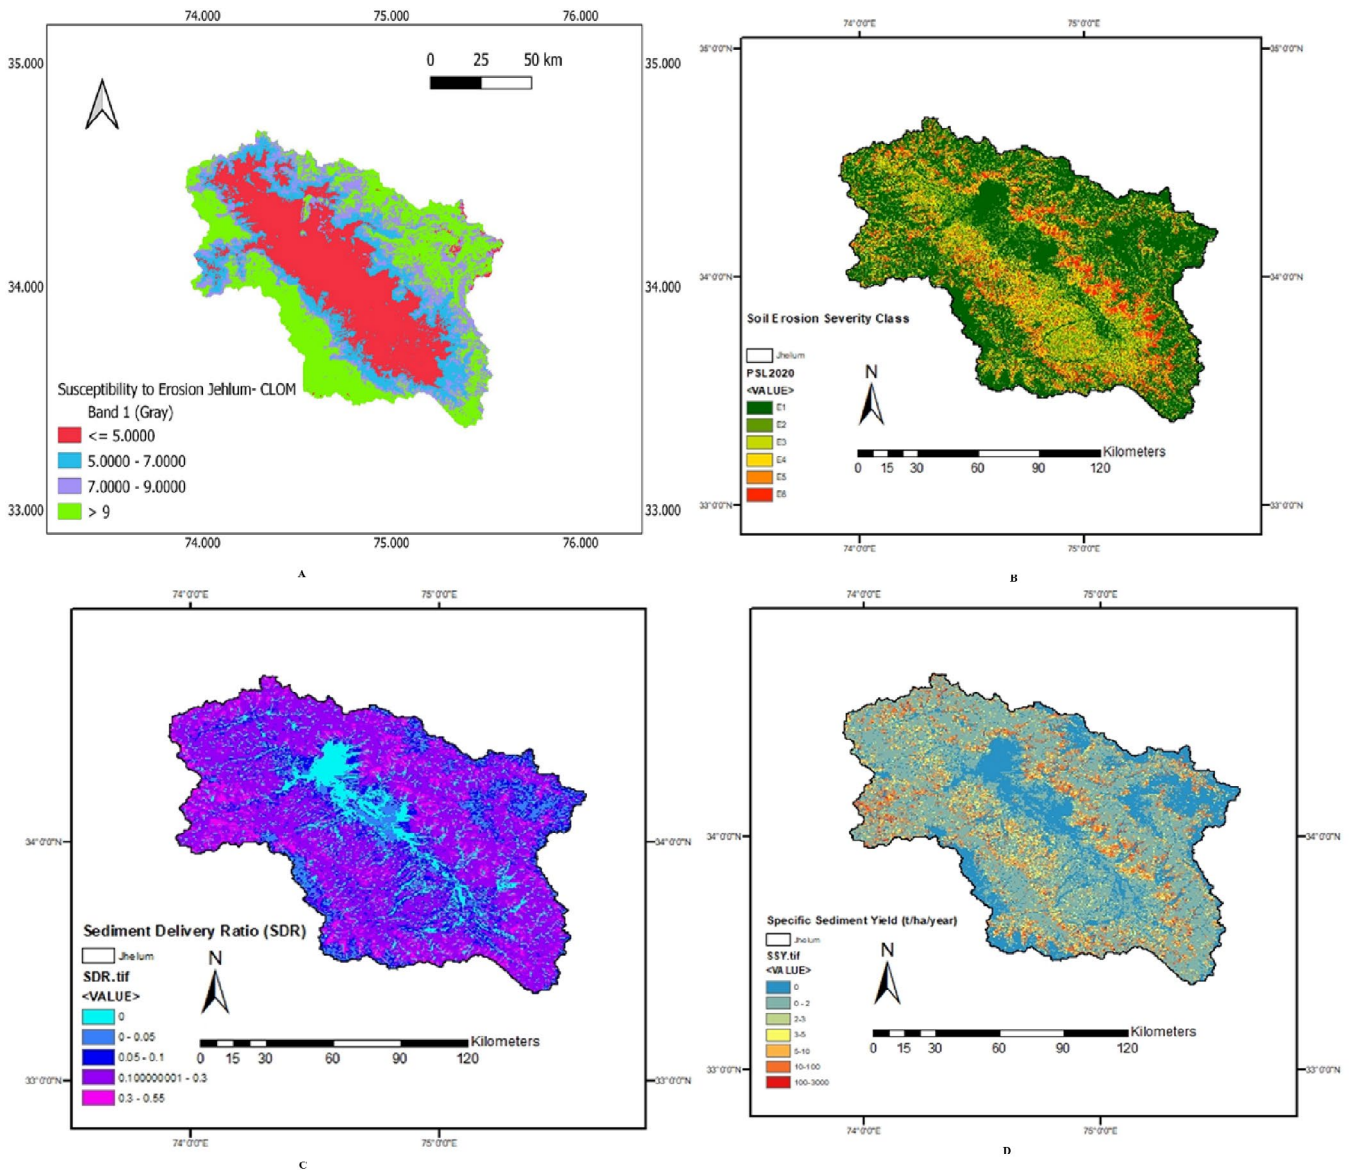 74.000 75.000 76.000
35.000 35.000
0 25 50 km
34.000 34.000
Susceptibility to Erosion Jehlum- CLOM
Band 1 (Gray)
<= 5.0000
5.0000 - 7.0000
7.0000 - 9.0000
> 9
33.000 33.000
74.000 75.000 76.000
A
74°0'0"E 75°0'0"E
35°0'0"N 35°0'0"N
34°0'0"N 34°0'0"N
Soil Erosion Severity Class
Jhelum
PSL2020
<VALUE>
E1
E2
E3
E4
E5
E6
N
Kilometers
0 15 30 60 90 120
33°0'0"N 33°0'0"N
74°0'0"E 75°0'0"E
B
74°0'0"E 75°0'0"E
34°0'0"N 34°0'0"N
Sediment Delivery Ratio (SDR)
Jhelum
SDR.tif
<VALUE>
0
0 - 0.05
0.05 - 0.1
0.100000001 - 0.3
0.3 - 0.55
N
Kilometers
0 15 30 60 90 120
33°0'0"N 33°0'0"N
74°0'0"E 75°0'0"E
C
74°0'0"E 75°0'0"E
34°0'0"N 34°0'0"N
Specific Sediment Yield (t/ha/year)
Jhelum
SSY.tif
<VALUE>
0
0 - 2
2-3
3-5
5-10
10-100
100-3000
N
Kilometers
0 15 30 60 90 120
33°0'0"N 33°0'0"N
74°0'0"E 75°0'0"E
D